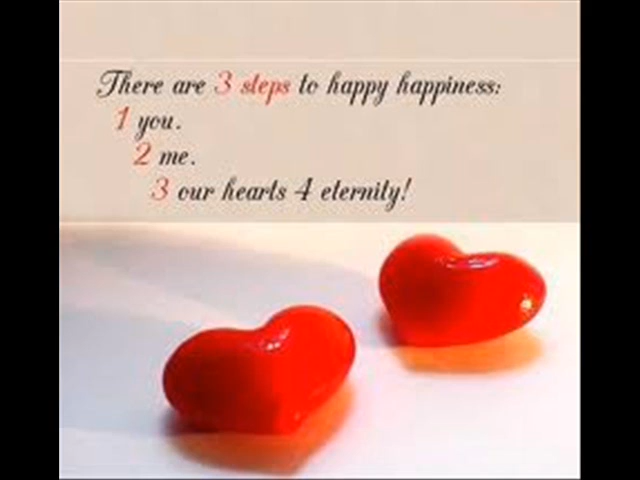 There are 3 steps to happy happiness:
1 you.
2 me.
3 our hearts 4 eternity!